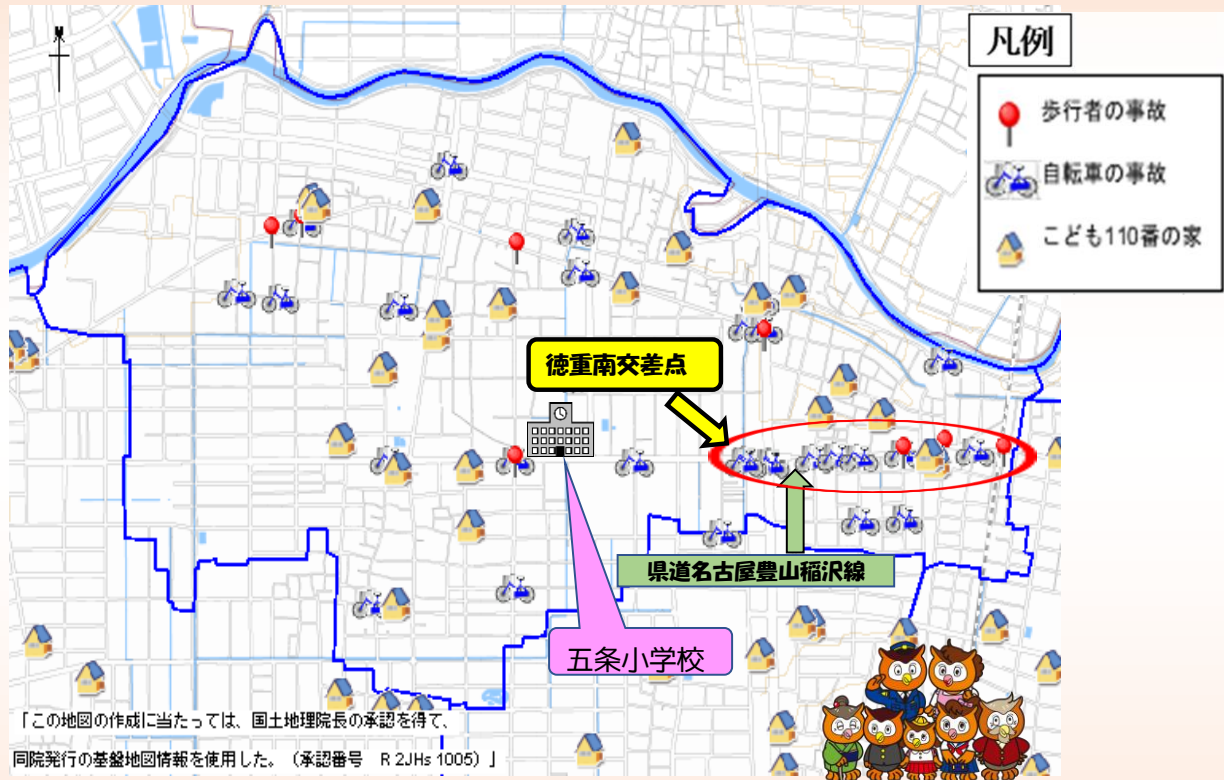 凡例
歩行者の事故
自転車の事故
こども110番の家
徳重南交差点
県道名古屋豊山稲沢線
五条小学校
「この地図の作成に当たっては、国土地理院長の承認を得て、
同院発行の基盤地図情報を使用した。（承認番号　R 2JHs 1005）」